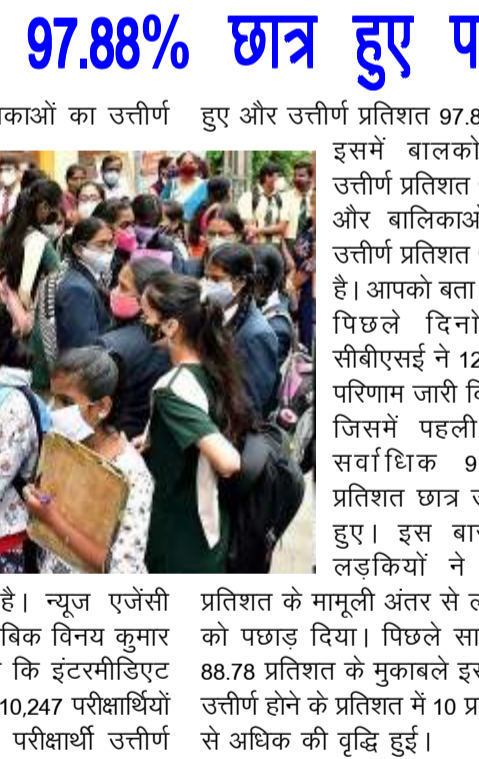 97.88% छात्र हुए
काओं का उत्तीर्ण
है। न्यूज एजेंसी
बिक विनय कुमार
कि इंटरमीडिएट
10,247 परीक्षार्थियों
परीक्षार्थी उत्तीर्ण
हुए और उत्तीर्ण प्रतिशत 97.8
इसमें बालको
उत्तीर्ण प्रतिशत
और बालिकाओ
उत्तीर्ण प्रतिशत
है। आपको बता
पिछले दिनो
सीबीएसई ने 12
परिणाम जारी
जिसमें पहली
सर्वाधिक 9
प्रतिशत छात्र
हुए। इस बा
लड़कियों ने
प्रतिशत के मामूली अंतर से
को पछाड़ दिया। पिछले सा
88.78 प्रतिशत के मुकाबले इस
उत्तीर्ण होने के प्रतिशत में 10 प्र
से अधिक की वृद्धि हुई।